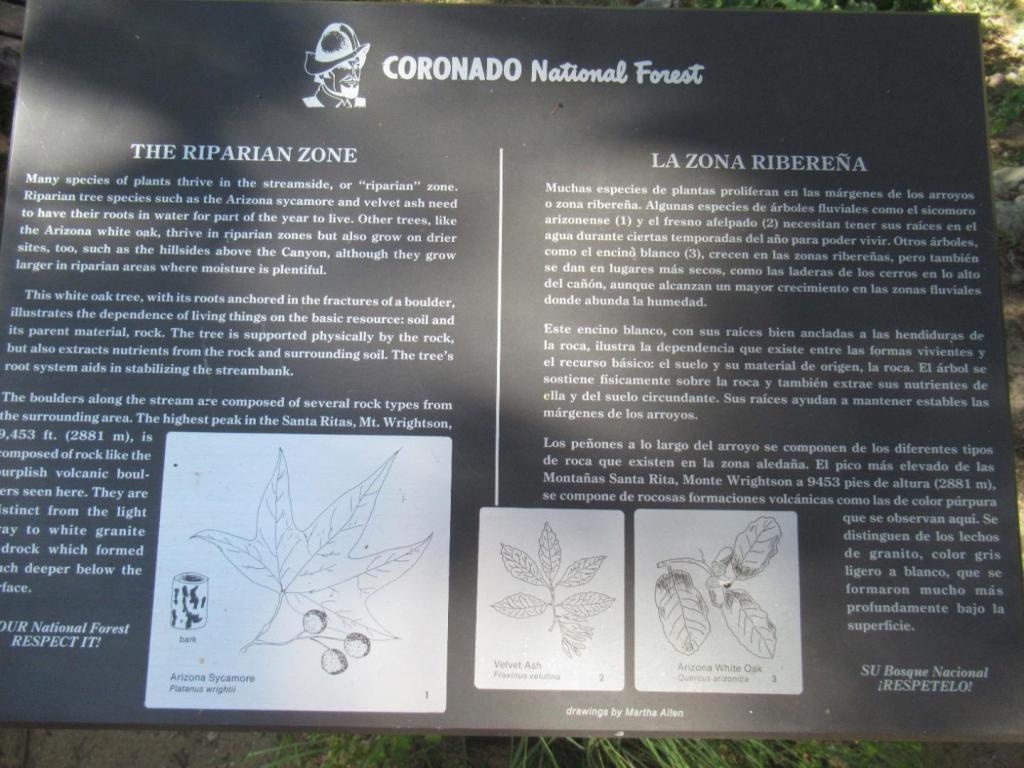 CORONADO National Forest
THE RIPARIAN ZONE
Many species of plants thrive in the streamside, or "riparian" zone.
Riparian tree species such as the Arizona sycamore and velvet ash need
to have their roots in water for part of the year to live. Other trees, like
the Arizona white oak, thrive in riparian zones but also grow on drier
sites, too, such as the hillsides above the Canyon, although they grow
larger in riparian areas where moisture is plentiful.
This white oak tree, with its roots anchored in the fractures of a boulder,
illustrates the dependence of living things on the basic resource: soil and
its parent material, rock. The tree is supported physically by the rock,
but also extracts nutrients from the rock and surrounding soil. The tree's
root system aids in stabilizing the streambank.
The boulders along the stream are composed of several rock types from
the surrounding area. The highest peak in the Santa Ritas, Mt. Wrightson,
9,453 ft. (2881 m), is
composed of rock like the
urplish volcanic boul-
ers seen here. They are
istinct from the light
ray to white granite
drock which formed
uch deeper below the
face.
OUR National Forest
RESPECT IT!
bark
Arizona Sycamore
Platanus wrightii
1
LA ZONA RIBEREÑA
Muchas especies de plantas proliferan en las márgenes de los arroyos
o zona ribereña. Algunas especies de árboles fluviales como el sicomoro
arizonense (1) y el fresno afelpado (2) necesitan tener sus raíces en el
agua durante ciertas temporadas del año para poder vivir. Otros árboles,
como el encino blanco (3), crecen en las zonas ribereñas, pero también
se dan en lugares más secos, como las laderas de los cerros en lo alto
del cañón, aunque alcanzan un mayor crecimiento en las zonas fluviales
donde abunda la humedad.
Este encino blanco, con sus raíces bien ancladas a las hendiduras de
la roca, ilustra la dependencia que existe entre las formas vivientes y
el recurso básico: el suelo y su material de origen, la roca. El árbol se
sostiene físicamente sobre la roca y también extrae sus nutrientes de
ella y del suelo circundante. Sus raíces ayudan a mantener estables las
márgenes de los arroyos.
Los peñones a lo largo del arroyo se componen de los diferentes tipos
de roca que existen en la zona aledaña. El pico más elevado de las
Montañas Santa Rita, Monte Wrightson a 9453 pies de altura (2881 m),
se compone de rocosas formaciones volcánicas como las de color púrpura
que se observan aquí. Se
distinguen de los lechos
de granito, color gris
ligero a blanco, que se
formaron mucho más
profundamente bajo la
superficie.
Velvet Ash
Fraxinus velutina
2
Arizona White Oak
Quercus arizonica
3
SU Bosque Nacional
¡RESPETELO!
drawings by Martha Allen